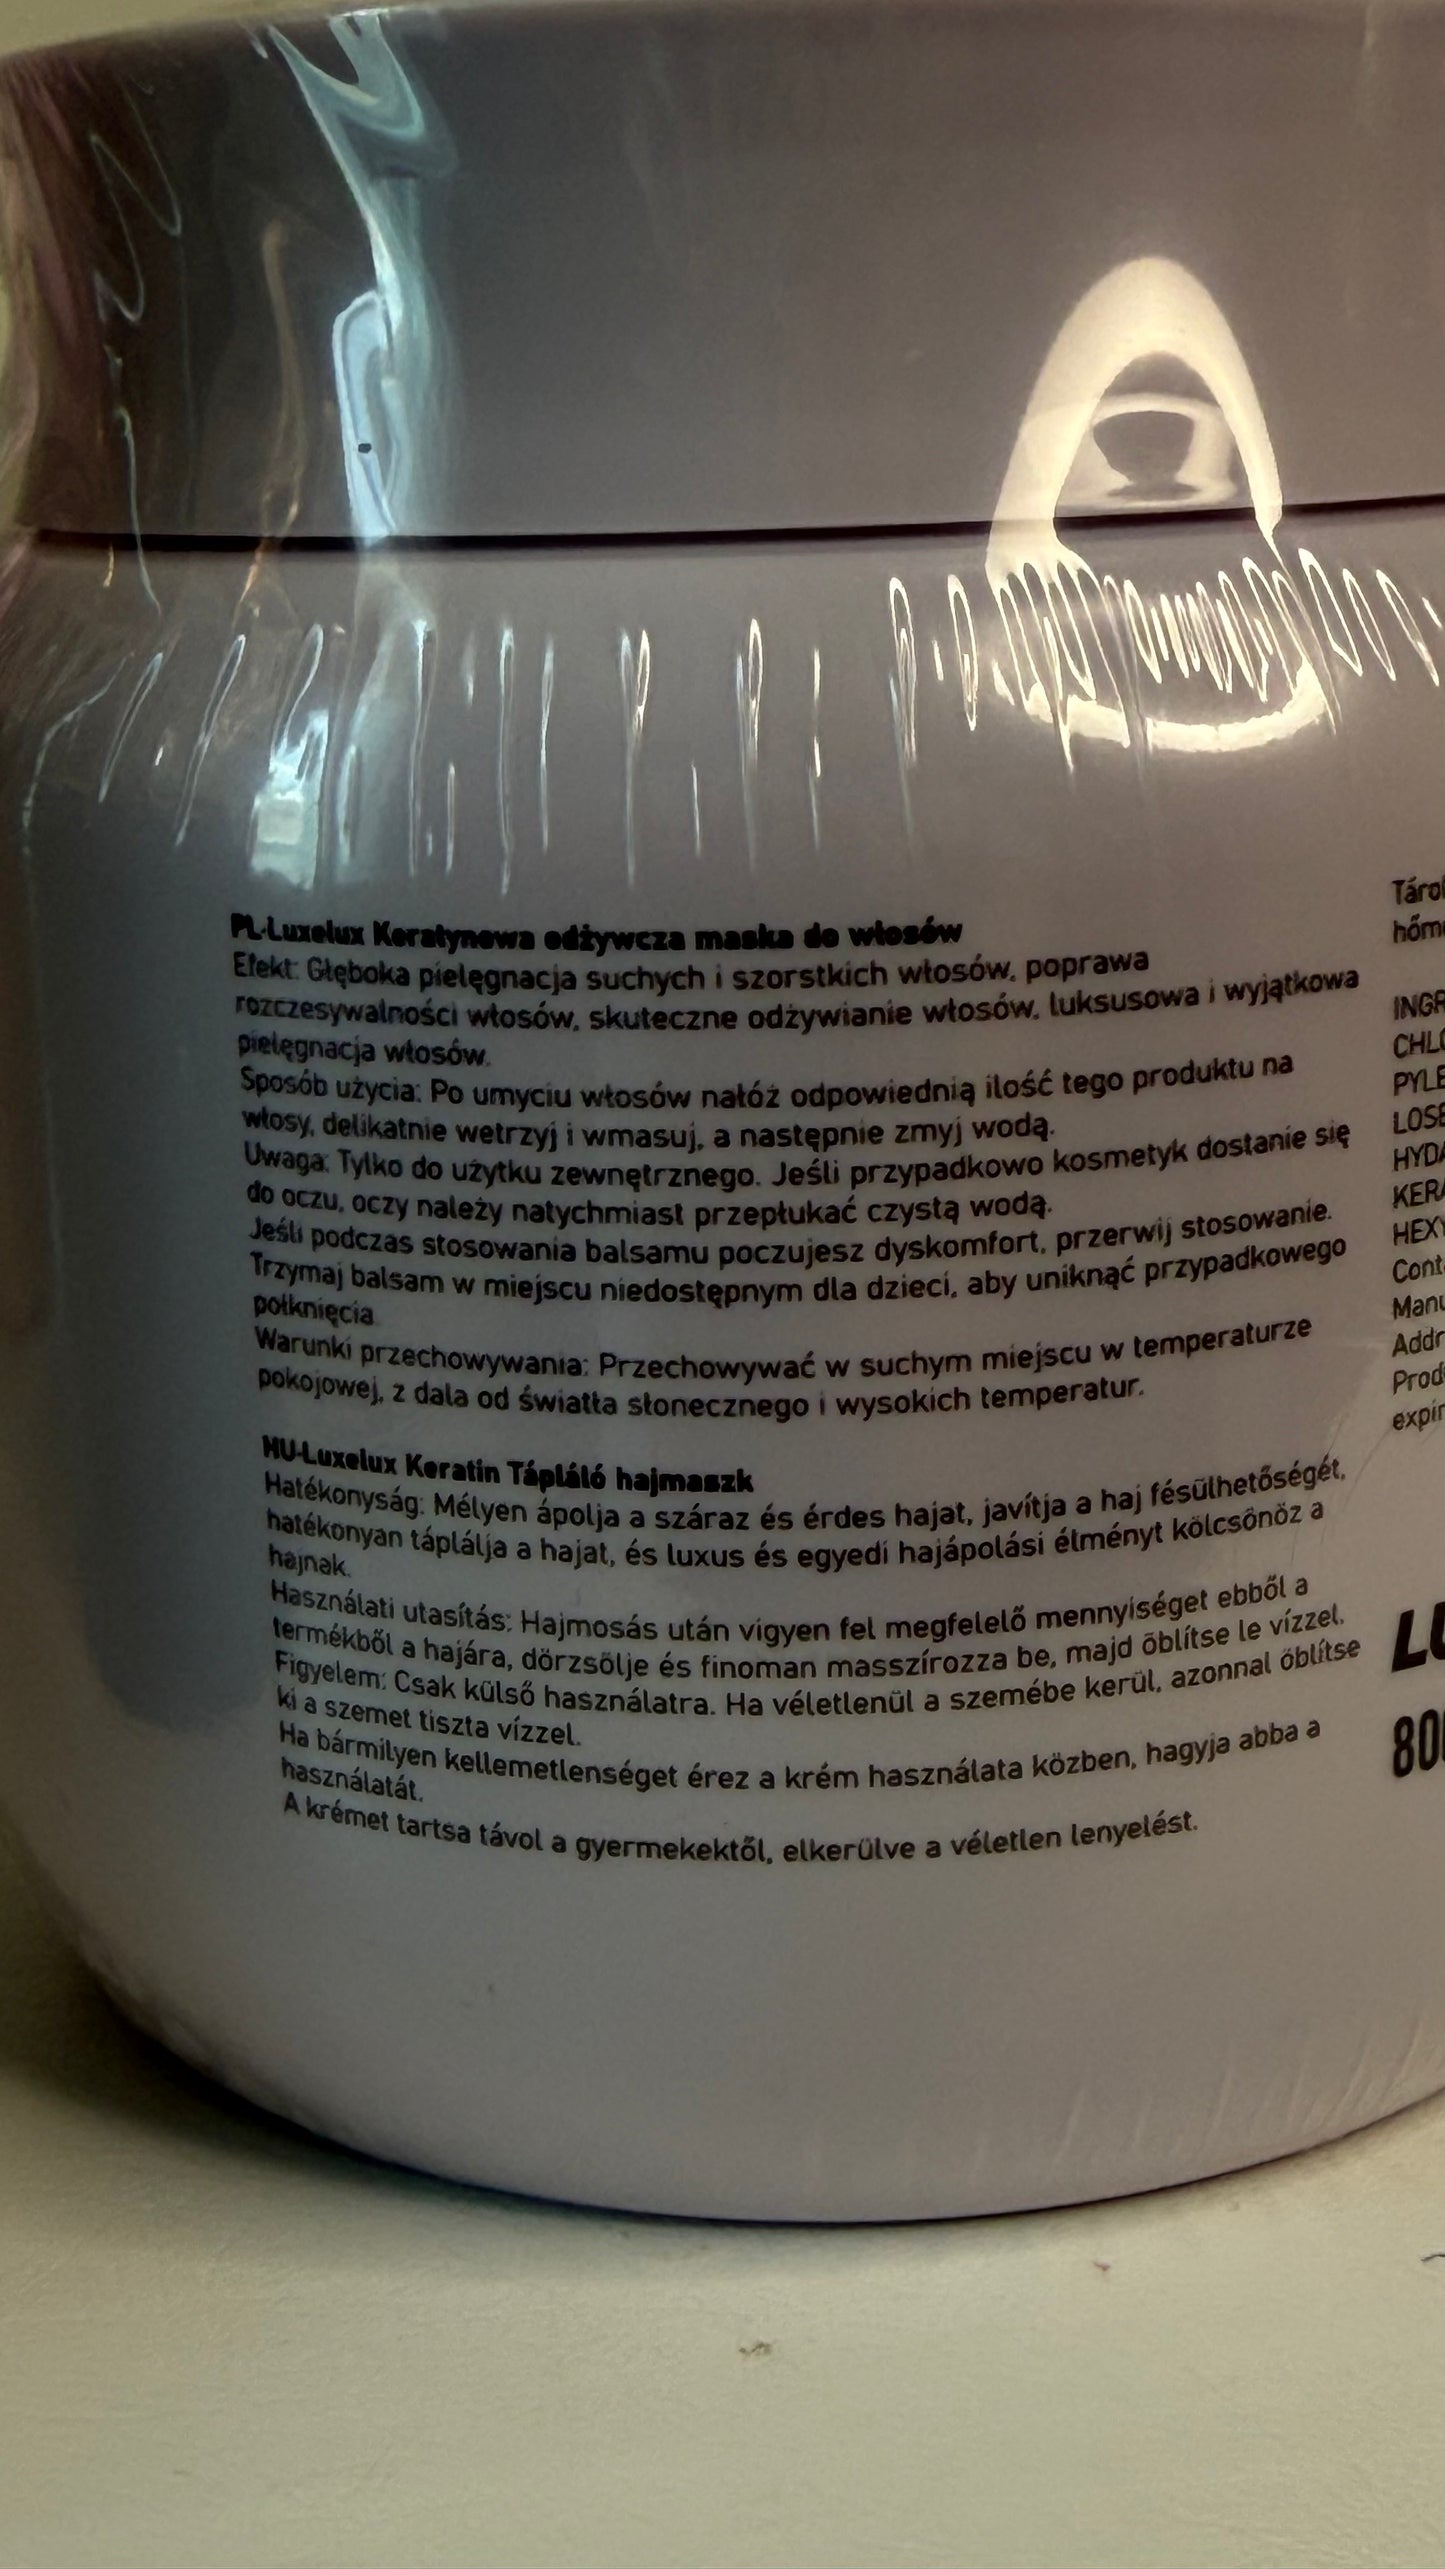 PL-Luxelux Keratynowa odżywcza maska do włosów
Efekt: Głęboka pielęgnacja suchych i szorstkich włosów, poprawa
rozczesywalności włosów, skuteczne odżywianie włosów, luksusowa i wyjątkowa
pielęgnacja włosów.
Sposób użycia: Po umyciu włosów nałóż odpowiednią ilość tego produktu na
włosy, delikatnie wetrzyj i wmasuj, a następnie zmyj wodą.
Uwaga: Tylko do użytku zewnętrznego. Jeśli przypadkowo kosmetyk dostanie się
do oczu, oczy należy natychmiast przepłukać czystą wodą.
Jeśli podczas stosowania balsamu poczujesz dyskomfort, przerwij stosowanie.
Trzymaj balsam w miejscu niedostępnym dla dzieci, aby uniknąć przypadkowego
połknięcia
Warunki przechowywania: Przechowywać w suchym miejscu w temperaturze
pokojowej, z dala od światła słonecznego i wysokich temperatur.
HU-Luxelux Keratin Tápláló hajmaszk
Hatékonyság: Mélyen ápolja a száraz és érdes hajat, javítja a haj fésülhetőségét,
hatékonyan táplálja a hajat, és luxus és egyedi hajápolási élményt kölcsönöz a
hajnak.
Használati utasítás: Hajmosás után vigyen fel megfelelő mennyiséget ebből a
termékből a hajára, dörzsölje és finoman masszírozza be, majd öblítse le vízzel.
Figyelem: Csak külső használatra. Ha véletlenül a szemébe kerül, azonnal öblítse
ki a szemet tiszta vízzel.
Ha bármilyen kellemetlenséget érez a krém használata közben, hagyja abba a
használatát.
A krémet tartsa távol a gyermekektől, elkerülve a véletlen lenyelést.